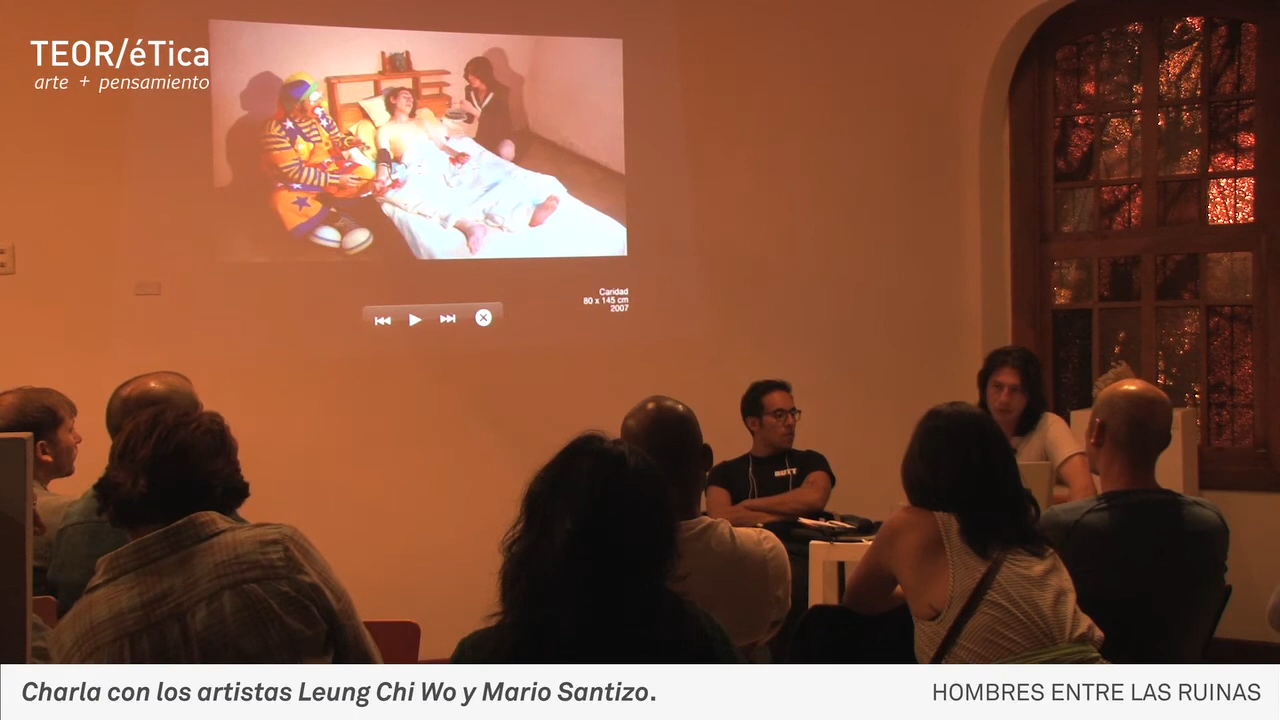 TEOR/éTica
arte + pensamiento
Caridad
80 x 145 cm
2007
BUTT
Charla con los artistas Leung Chi Wo y Mario Santizo.
HOMBRES ENTRE LAS RUINAS